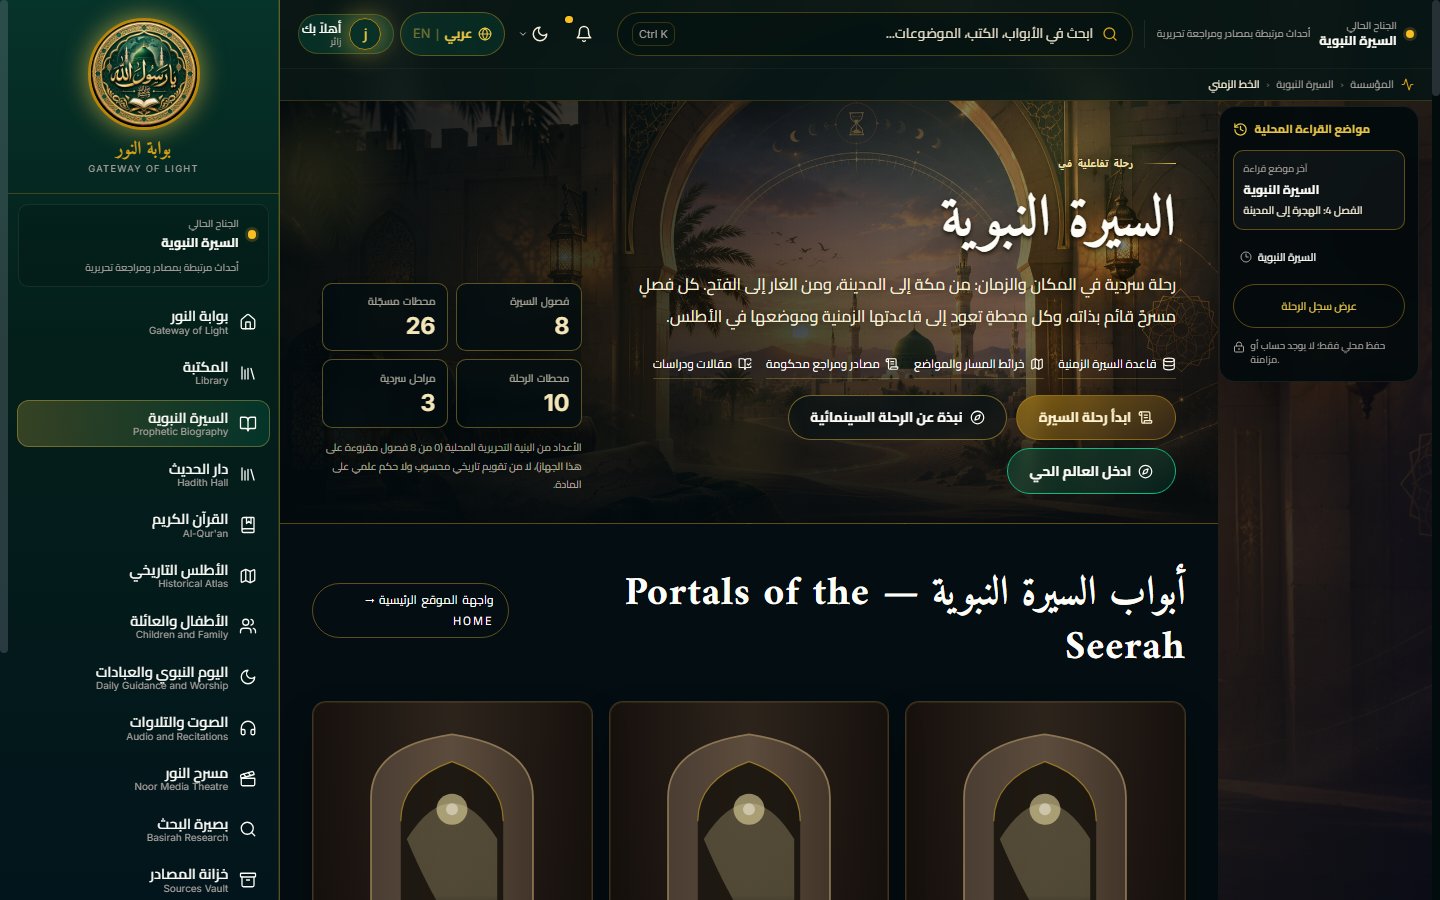 الجناح الحالي
السيرة النبوية
أحداث مرتبطة بمصادر ومراجعة تحريرية
ابحث في الأبواب، الكتب، الموضوعات...
Ctrl K
عربي | EN
ز
أهلاً بك
زائر
المؤسسة ‹ السيرة النبوية ‹ الخط الزمني
يا رسول الله
بوابة النور
GATEWAY OF LIGHT
الجناح الحالي
السيرة النبوية
أحداث مرتبطة بمصادر ومراجعة تحريرية
بوابة النور
Gateway of Light
المكتبة
Library
السيرة النبوية
Prophetic Biography
دار الحديث
Hadith Hall
القرآن الكريم
Al-Qur'an
الأطلس التاريخي
Historical Atlas
الأطفال والعائلة
Children and Family
اليوم النبوي والعبادات
Daily Guidance and Worship
الصوت والتلاوات
Audio and Recitations
مسرح النور
Noor Media Theatre
بصيرة البحث
Basirah Research
خزانة المصادر
Sources Vault
مواضع القراءة المحلية
آخر موضع قراءة
السيرة النبوية
الفصل 4: الهجرة إلى المدينة
السيرة النبوية
عرض سجل الرحلة
حفظ محلي فقط؛ لا يوجد حساب أو
مزامنة.
رحلة تفاعلية في
السيرة النبوية
رحلة سردية في المكان والزمان: من مكة إلى المدينة، ومن الغار إلى الفتح. كل فصلٍ
مسرحٌ قائم بذاته، وكل محطةٍ تعود إلى قاعدتها الزمنية وموضعها في الأطلس.
قاعدة السيرة الزمنية
خرائط المسار والمواضع
مصادر ومراجع محكومة
مقالات ودراسات
ابدأ رحلة السيرة
نبذة عن الرحلة السينمائية
ادخل العالم الحي
فصول السيرة
8
محطات مسجّلة
26
محطات الرحلة
10
مراحل سردية
3
الأعداد من البنية التحريرية المحلية (0 من 8 فصول مقروءة على
هذا الجهاز)، لا من تقويم تاريخي محسوب ولا حكم علمي على
المادة.
أبواب السيرة النبوية — Portals of the
Seerah
واجهة الموقع الرئيسية →
HOME